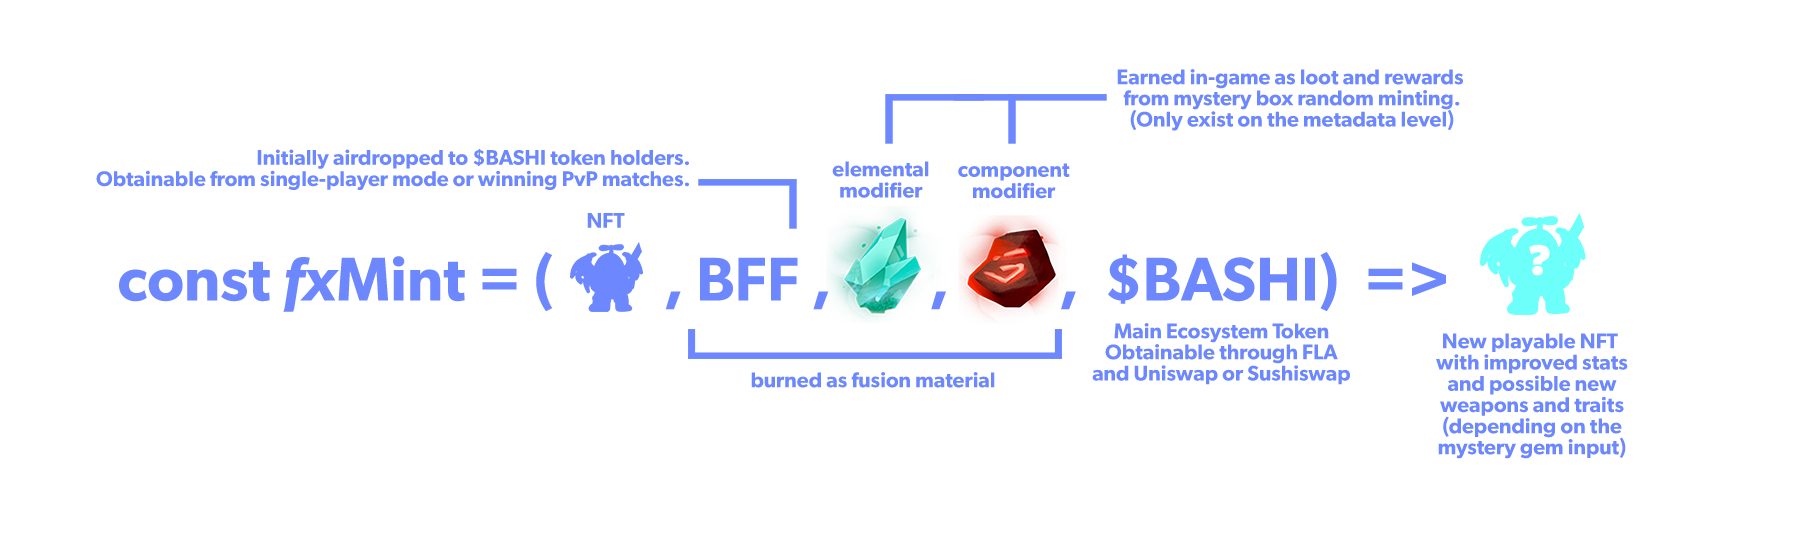 Earned in-game as loot and rewards
from mystery box random minting.
(Only exist on the metadata level)
Initially airdropped to $BASHI token holders.
Obtainable from single-player mode or winning PvP matches.
elemental
modifier
component
modifier
NFT
const fxMint = ( , BFF , , , $BASHI) =>
?
burned as fusion material
Main Ecosystem Token
Obtainable through FLA
and Uniswap or Sushiswap
New playable NFT
with improved stats
and possible new
weapons and traits
(depending on the
mystery gem input)